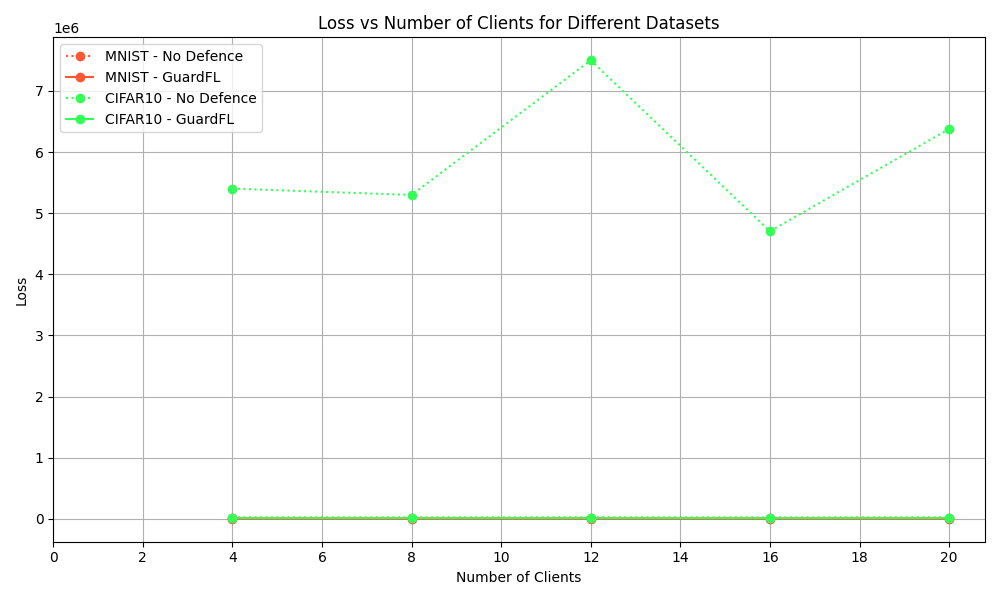 Loss vs Number of Clients for Different Datasets
1e6
MNIST - No Defence
MNIST - GuardFL
CIFAR10 - No Defence
CIFAR10 - GuardFL
7
6
5
4
3
2
1
0
Loss
0 2 4 6 8 10 12 14 16 18 20
Number of Clients